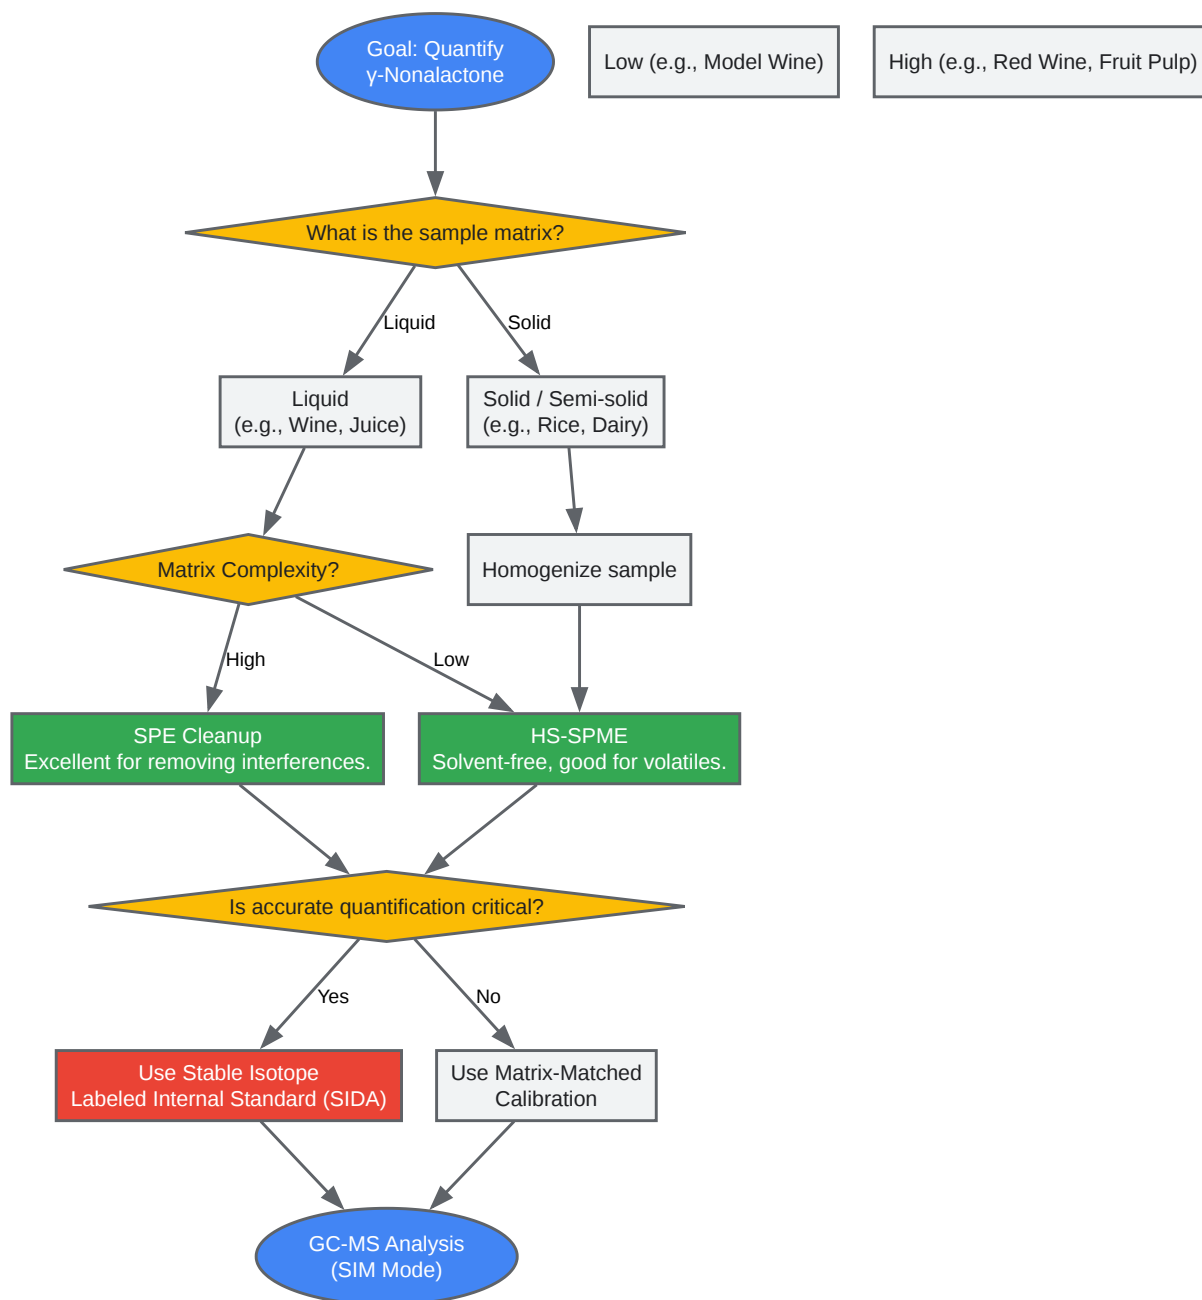 Goal: Quantify
γ-Nonalactone
Low (e.g., Model Wine)
High (e.g., Red Wine, Fruit Pulp)
What is the sample matrix?
Liquid
Solid
Liquid
(e.g., Wine, Juice)
Solid / Semi-solid
(e.g., Rice, Dairy)
Matrix Complexity?
Homogenize sample
High
Low
SPE Cleanup
Excellent for removing interferences.
HS-SPME
Solvent-free, good for volatiles.
Is accurate quantification critical?
Yes
No
Use Stable Isotope
Labeled Internal Standard (SIDA)
Use Matrix-Matched
Calibration
GC-MS Analysis
(SIM Mode)